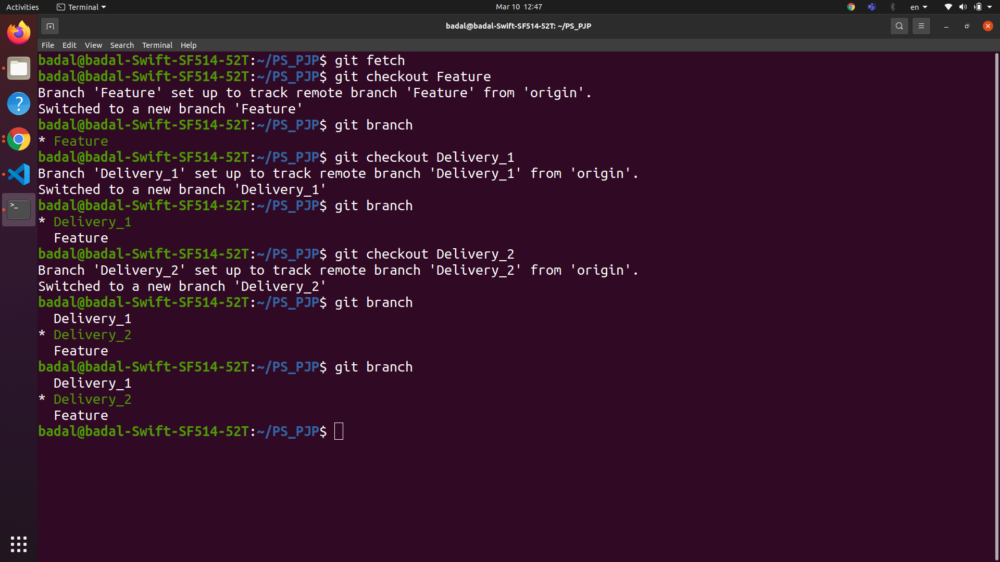 Activities Terminal Mar 10 12:47 en
badal@badal-Swift-SF514-52T: ~/PS_PJP
File Edit View Search Terminal Help
badal@badal-Swift-SF514-52T:~/PS_PJP$ git fetch
badal@badal-Swift-SF514-52T:~/PS_PJP$ git checkout Feature
Branch 'Feature' set up to track remote branch 'Feature' from 'origin'.
Switched to a new branch 'Feature'
badal@badal-Swift-SF514-52T:~/PS_PJP$ git branch
* Feature
badal@badal-Swift-SF514-52T:~/PS_PJP$ git checkout Delivery_1
Branch 'Delivery_1' set up to track remote branch 'Delivery_1' from 'origin'.
Switched to a new branch 'Delivery_1'
badal@badal-Swift-SF514-52T:~/PS_PJP$ git branch
* Delivery_1
  Feature
badal@badal-Swift-SF514-52T:~/PS_PJP$ git checkout Delivery_2
Branch 'Delivery_2' set up to track remote branch 'Delivery_2' from 'origin'.
Switched to a new branch 'Delivery_2'
badal@badal-Swift-SF514-52T:~/PS_PJP$ git branch
  Delivery_1
* Delivery_2
  Feature
badal@badal-Swift-SF514-52T:~/PS_PJP$ git branch
  Delivery_1
* Delivery_2
  Feature
badal@badal-Swift-SF514-52T:~/PS_PJP$